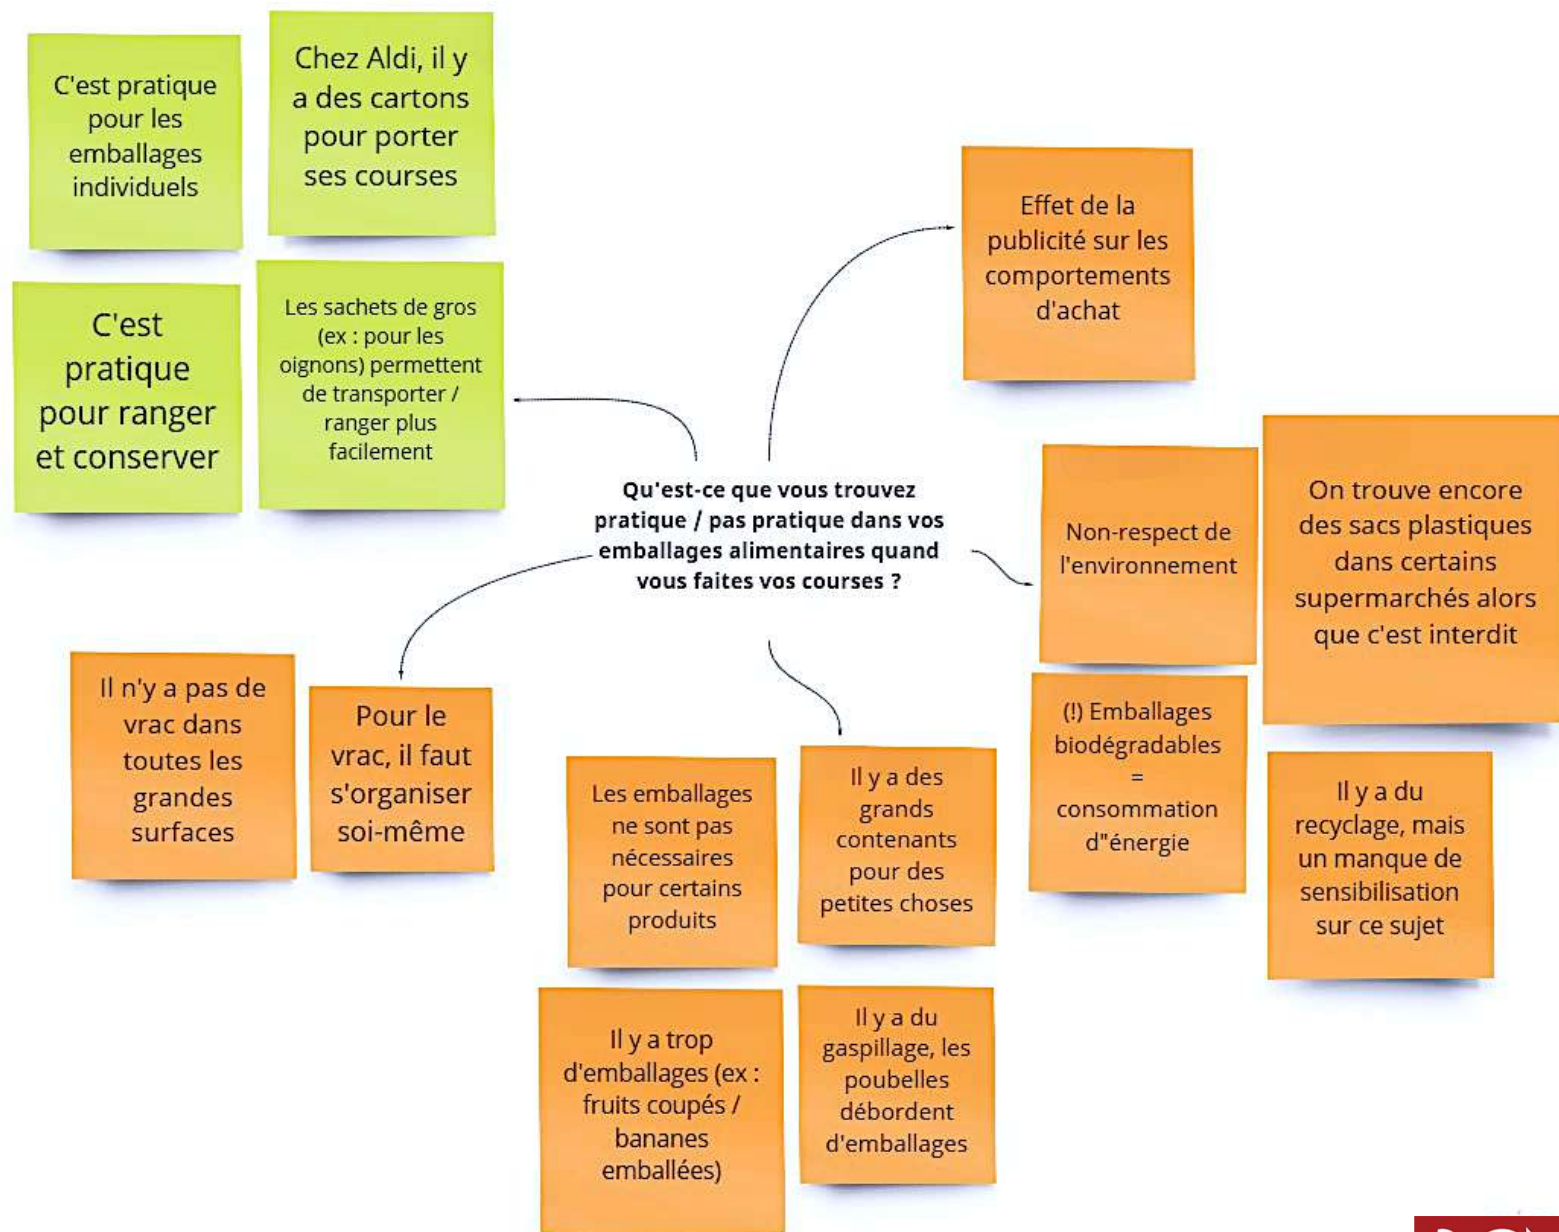 C'est pratique
pour les
emballages
individuels
Chez Aldi, il y
a des cartons
pour porter
ses courses
C'est
pratique
pour ranger
et conserver
Les sachets de gros
(ex : pour les
oignons) permettent
de transporter /
ranger plus
facilement
Effet de la
publicité sur les
comportements
d'achat
Qu'est-ce que vous trouvez
pratique / pas pratique dans vos
emballages alimentaires quand
vous faites vos courses ?
Non-respect de
l'environnement
On trouve encore
des sacs plastiques
dans certains
supermarchés alors
que c'est interdit
(!) Emballages
biodégradables
=
consommation
d"énergie
Il y a du
recyclage, mais
un manque de
sensibilisation
sur ce sujet
Il n'y a pas de
vrac dans
toutes les
grandes
surfaces
Pour le
vrac, il faut
s'organiser
soi-même
Les emballages
ne sont pas
nécessaires
pour certains
produits
Il y a des
grands
contenants
pour des
petites choses
Il y a trop
d'emballages (ex :
fruits coupés /
bananes
emballées)
Il y a du
gaspillage, les
poubelles
débordent
d'emballages